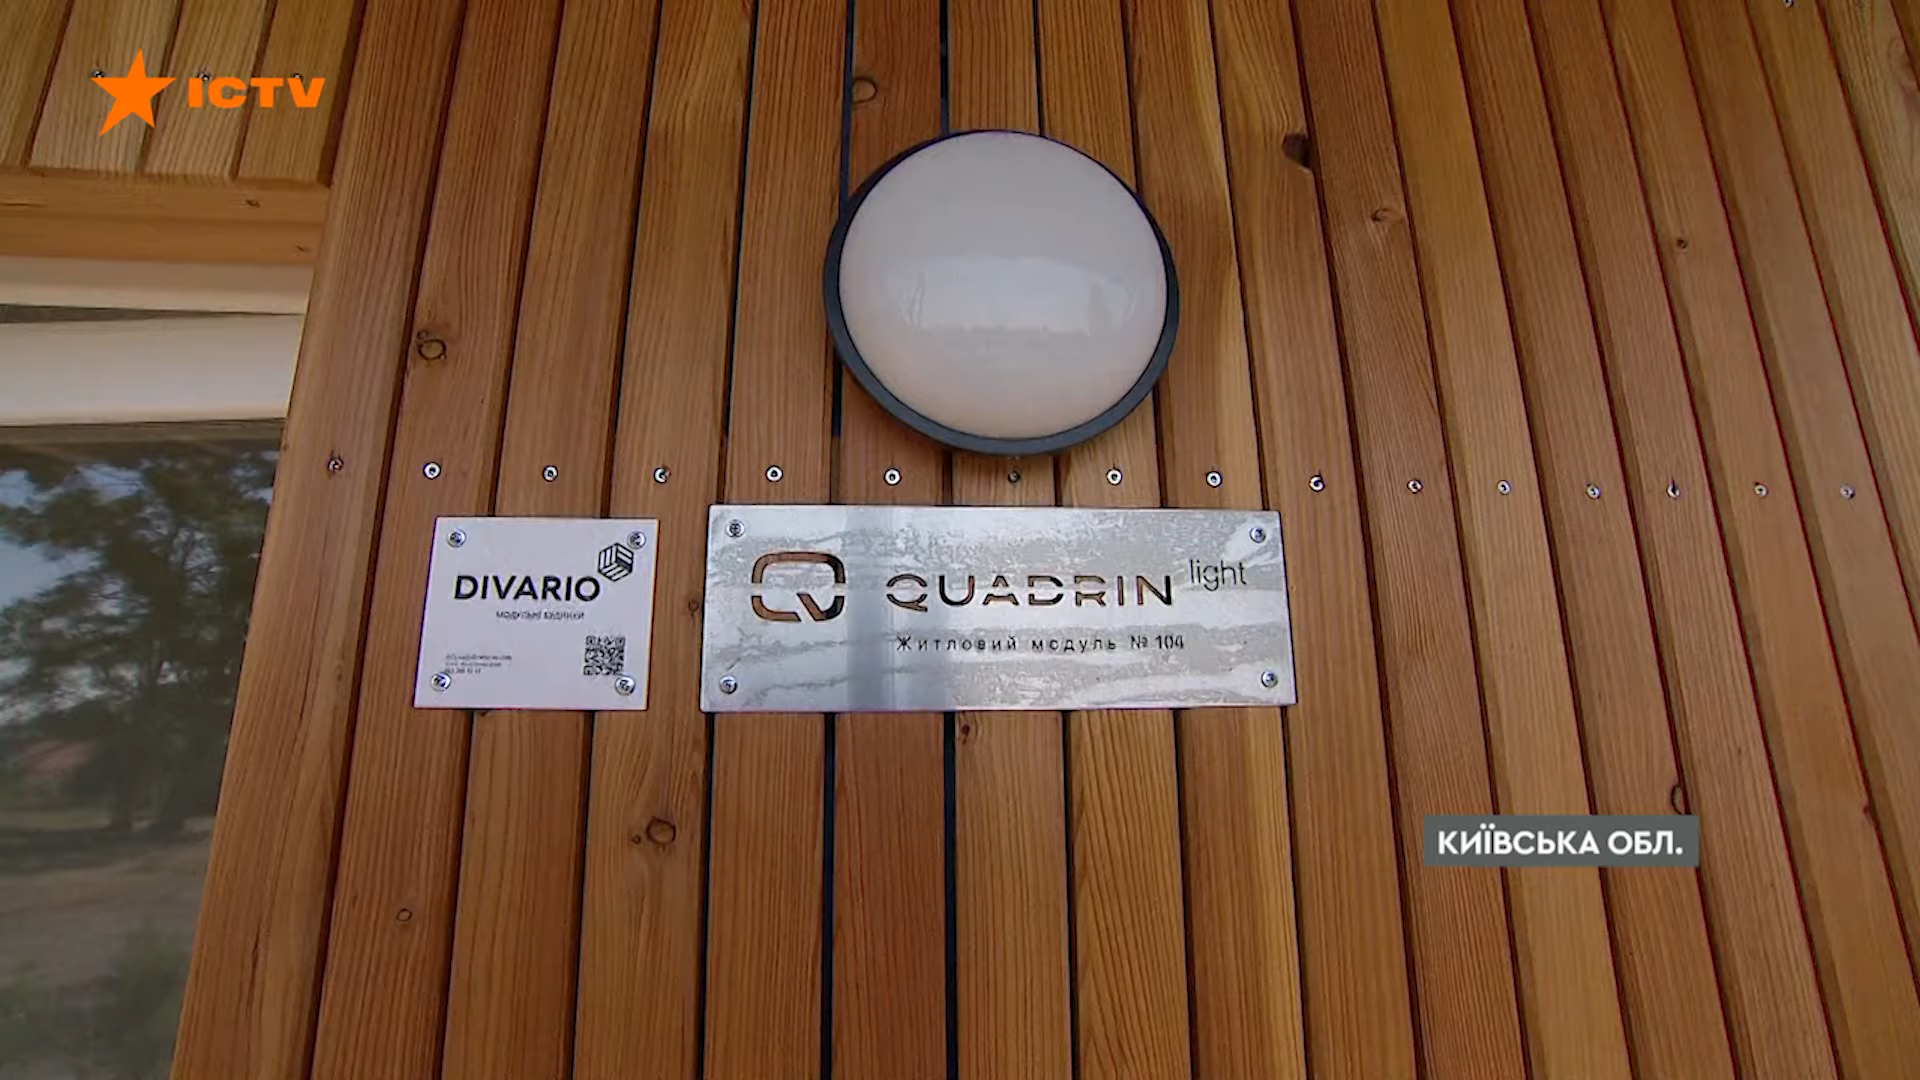 ICTV
DIVARIO
МОДУЛЬНІ БУДИНКИ
QUADRIN light
Житловий модуль № 104
КИЇВСЬКА ОБЛ.